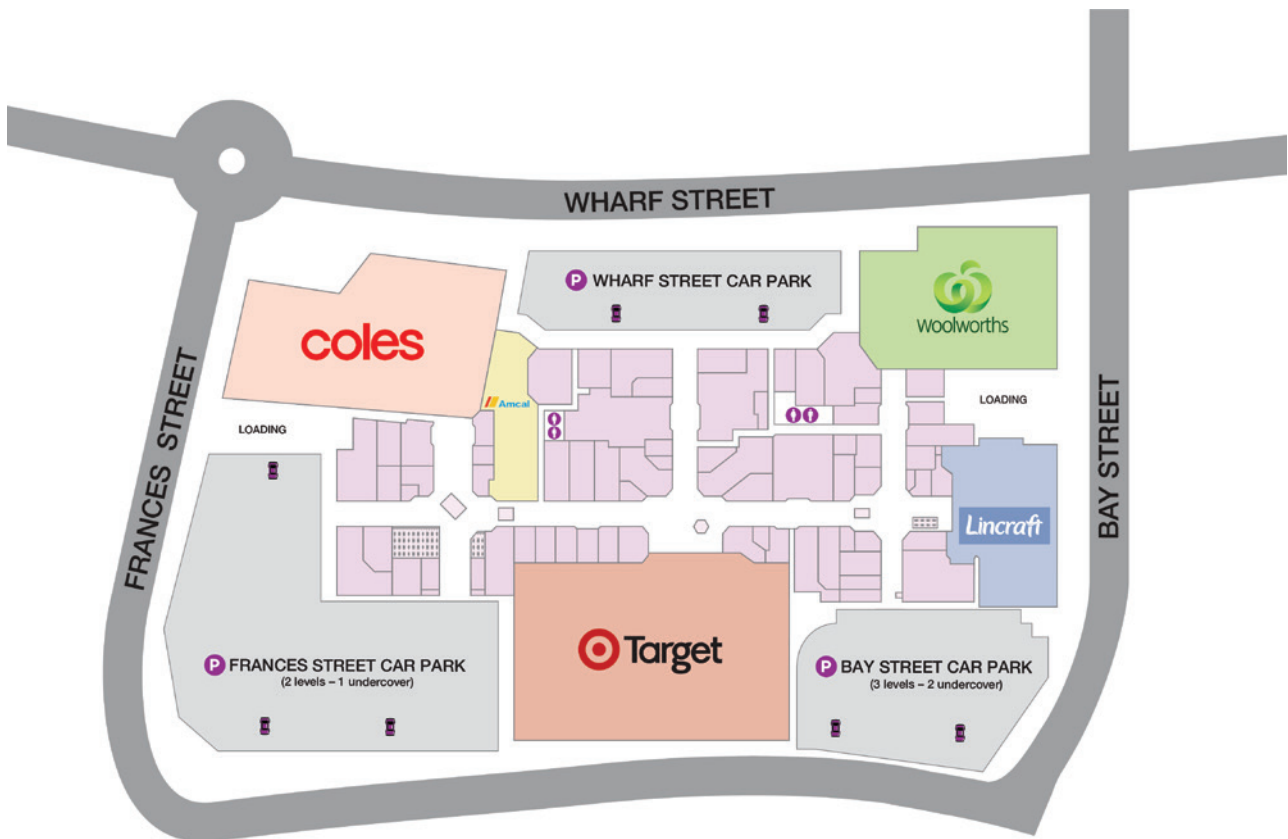 WHARF STREET
P WHARF STREET CAR PARK
woolworths
coles
Amcal
LOADING
LOADING
FRANCES STREET
BAY STREET
Lincraft
Target
P FRANCES STREET CAR PARK
(2 levels – 1 undercover)
P BAY STREET CAR PARK
(3 levels – 2 undercover)